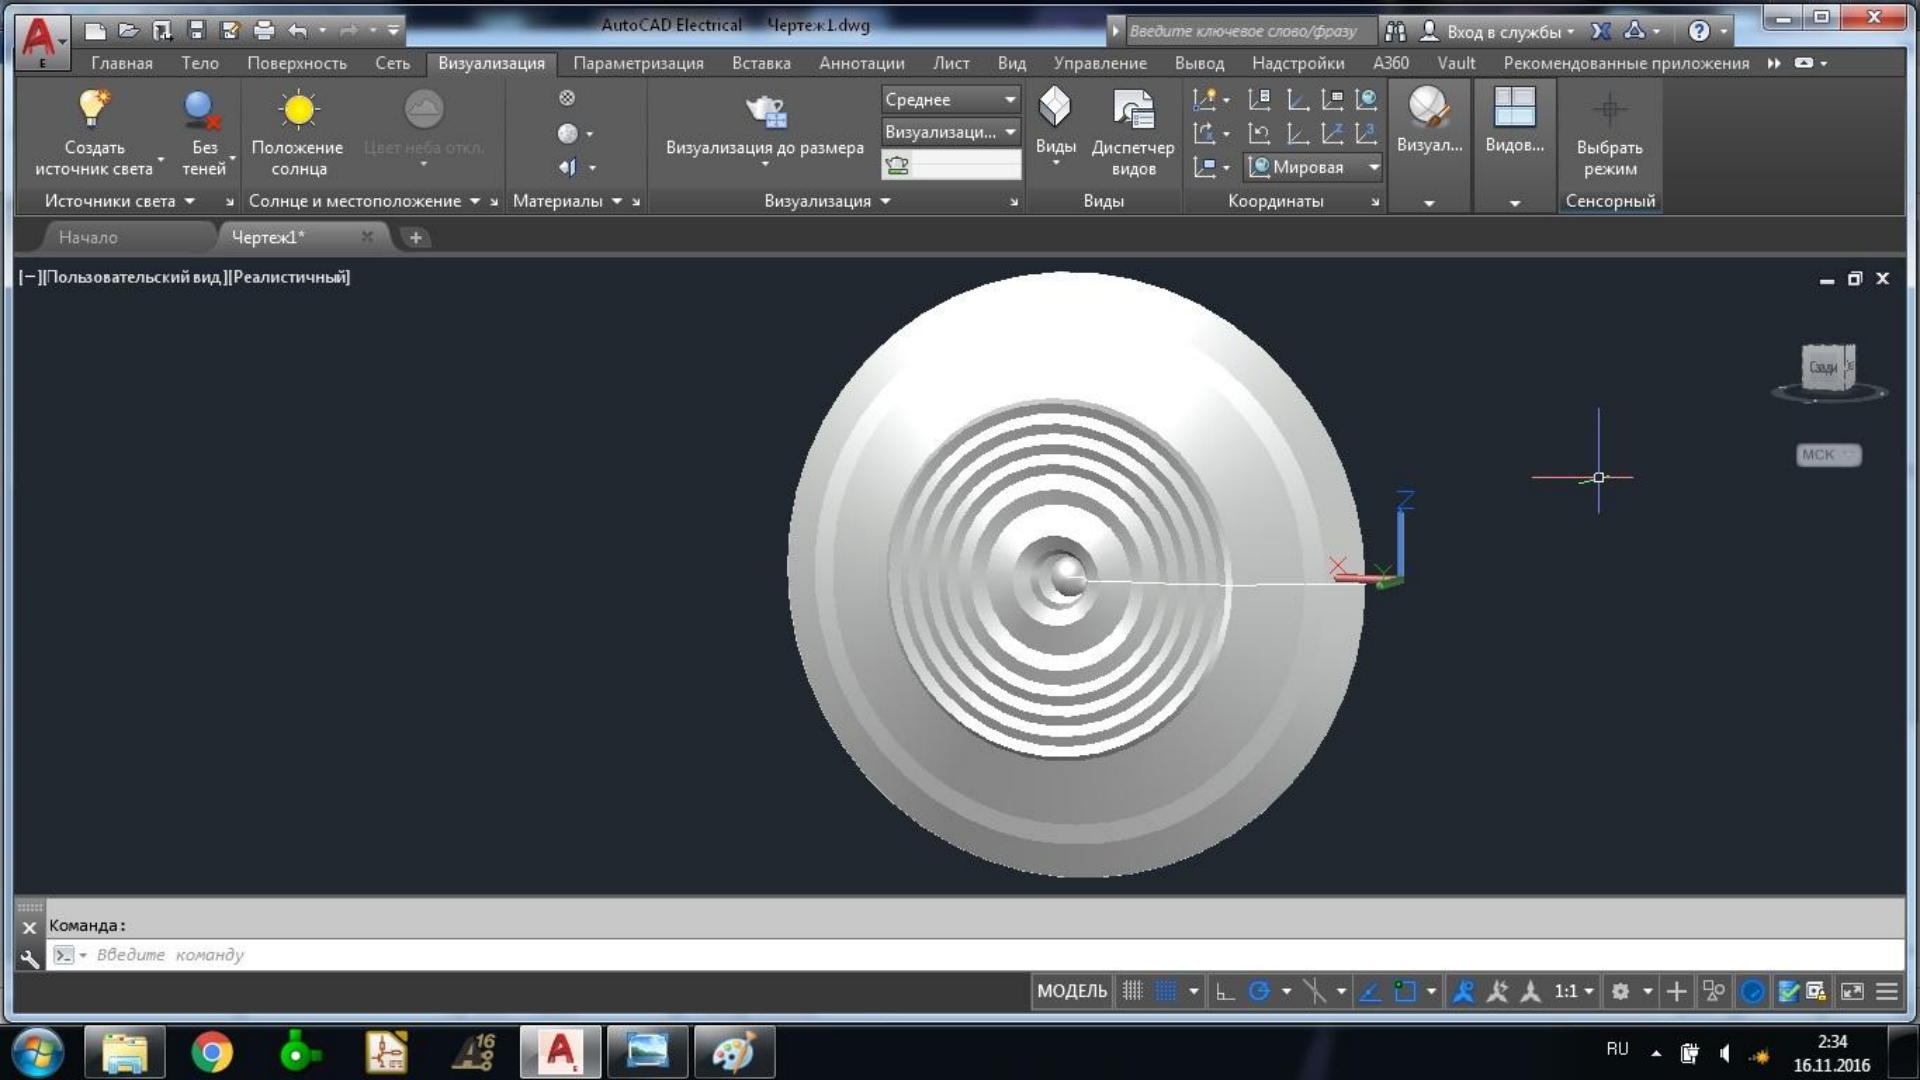 AutoCAD Electrical Чертеж1.dwg
Введите ключевое слово/фразу
Вход в службы
Главная Тело Поверхность Сеть Визуализация Параметризация Вставка Аннотации Лист Вид Управление Вывод Надстройки A360 Vault Рекомендованные приложения
Создать источник света
Без теней
Положение солнца
Цвет неба откл.
Визуализация до размера
Среднее
Визуализаци...
Виды
Диспетчер видов
Мировая
Визуал...
Видов...
Выбрать режим
Источники света
Солнце и местоположение
Материалы
Визуализация
Виды
Координаты
Сенсорный
Начало
Чертеж1*
[−][Пользовательский вид][Реалистичный]
Сзади
МСК
Z
X
Y
Команда:
Введите команду
МОДЕЛЬ
1:1
RU
2:34
16.11.2016